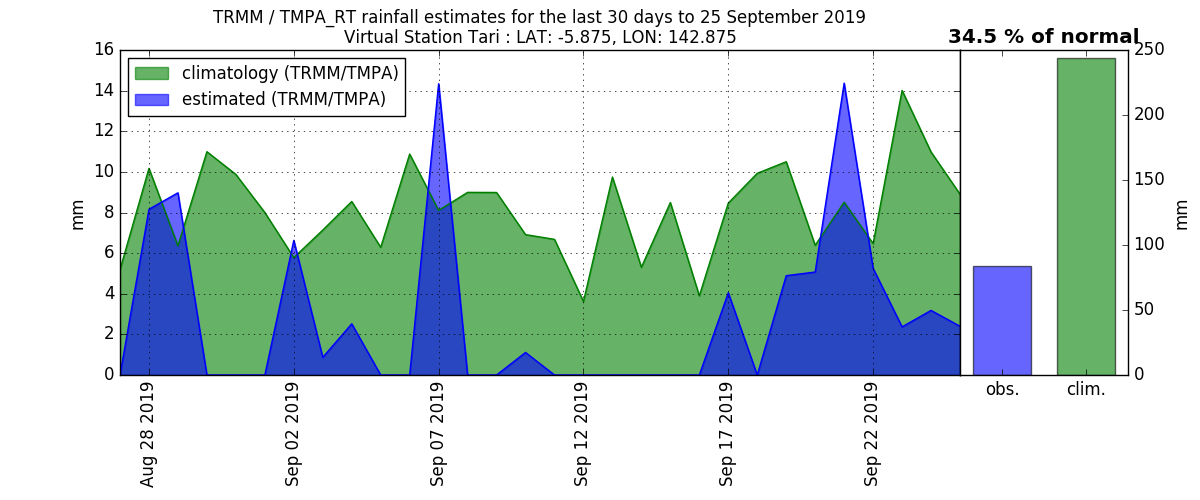 TRMM / TMPA_RT rainfall estimates for the last 30 days to 25 September 2019
Virtual Station Tari : LAT: -5.875, LON: 142.875
34.5 % of normal
climatology (TRMM/TMPA)
estimated (TRMM/TMPA)
mm
16
14
12
10
8
6
4
2
0
Aug 28 2019
Sep 02 2019
Sep 07 2019
Sep 12 2019
Sep 17 2019
Sep 22 2019
obs.
clim.
250
200
150
100
50
0
mm